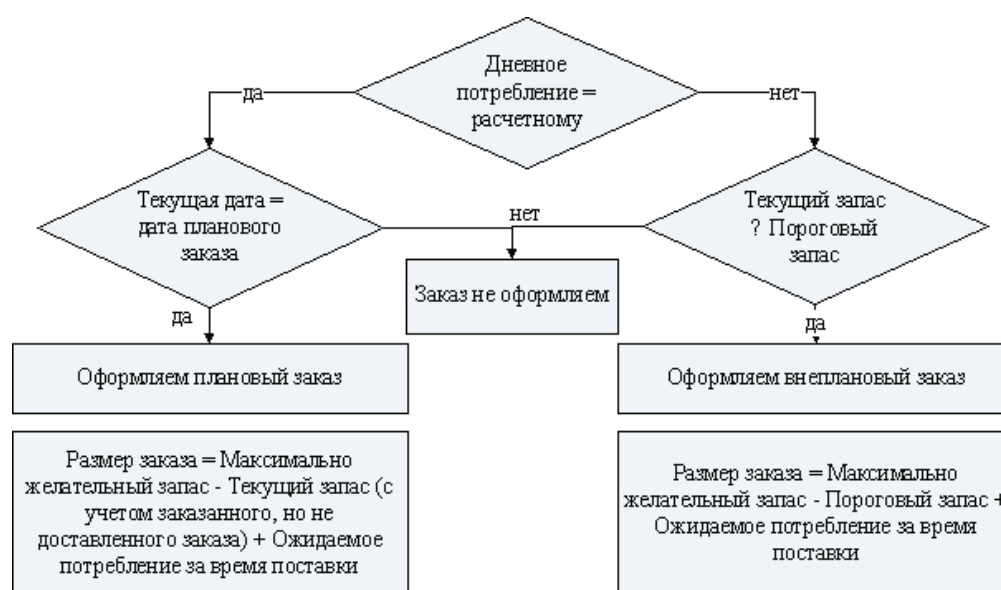 Дневное
потребление =
расчетному
да
нет
Текущая дата =
дата планового
заказа
нет
Текущий запас
? Пороговый
запас
Заказ не оформляем
да
да
Оформляем плановый заказ
Оформляем внеплановый заказ
Размер заказа = Максимально
желательный запас - Текущий запас (с
учетом заказанного, но не
доставленного заказа) + Ожидаемое
потребление за время поставки
Размер заказа = Максимально
желательный запас - Пороговый запас +
Ожидаемое потребление за время
поставки